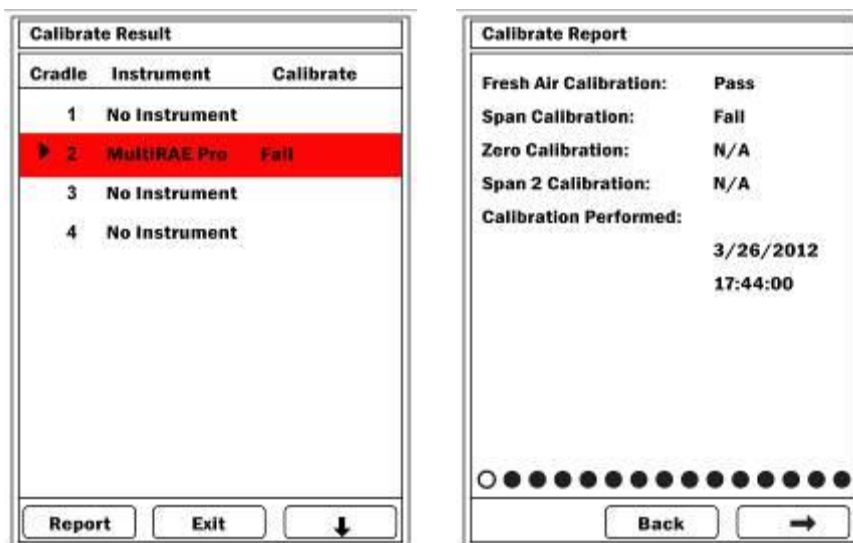 Calibrate Result
Cradle Instrument Calibrate
1 No Instrument
2 MultiRAE Pro Fail
3 No Instrument
4 No Instrument
Report Exit
Calibrate Report
Fresh Air Calibration: Pass
Span Calibration: Fail
Zero Calibration: N/A
Span 2 Calibration: N/A
Calibration Performed:
3/26/2012
17:44:00
Back